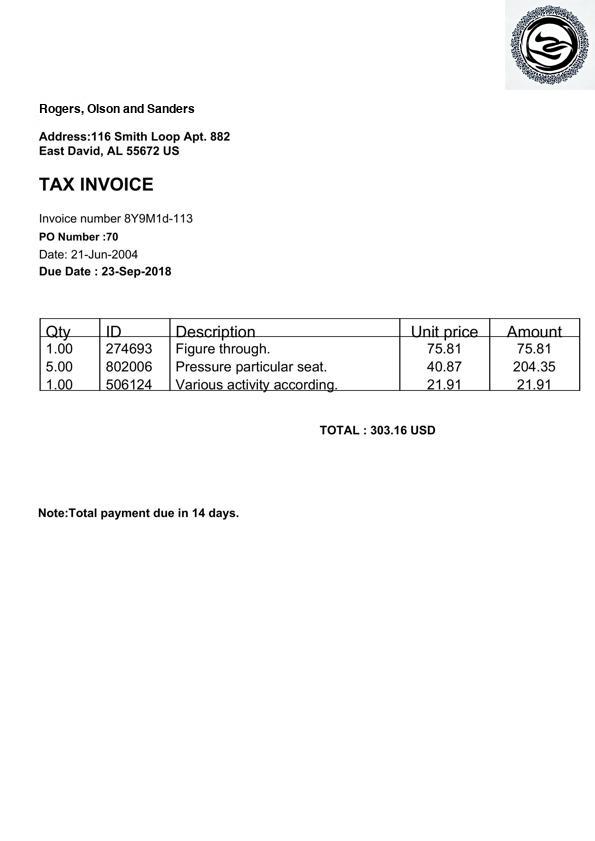 Rogers, Olson and Sanders
Address:116 Smith Loop Apt. 882
East David, AL 55672 US
TAX INVOICE
Invoice number 8Y9M1d-113
PO Number :70
Date: 21-Jun-2004
Due Date : 23-Sep-2018
Qty ID Description Unit price Amount
1.00 274693 Figure through. 75.81 75.81
5.00 802006 Pressure particular seat. 40.87 204.35
1.00 506124 Various activity according. 21.91 21.91
TOTAL : 303.16 USD
Note:Total payment due in 14 days.